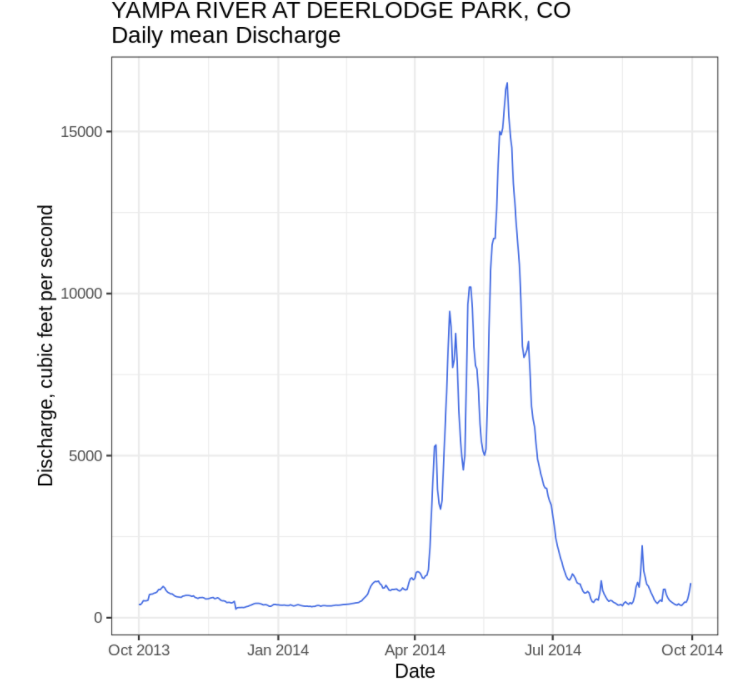 YAMPA RIVER AT DEERLODGE PARK, CO
Daily mean Discharge
Discharge, cubic feet per second
15000
10000
5000
0
Oct 2013
Jan 2014
Apr 2014
Jul 2014
Oct 2014
Date